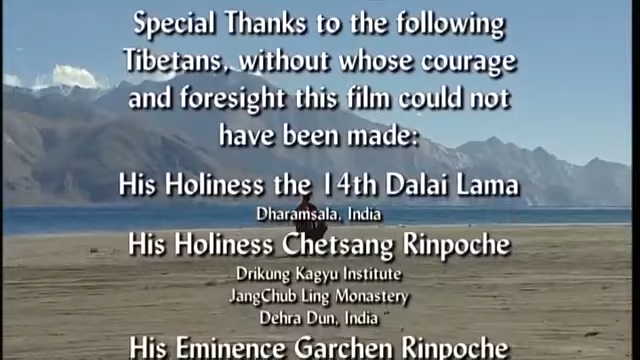 Special Thanks to the following
Tibetans, without whose courage
and foresight this film could not
have been made:
His Holiness the 14th Dalai Lama
Dharamsala, India
His Holiness Chetsang Rinpoche
Drikung Kagyu Institute
JangChub Ling Monastery
Dehra Dun, India
His Eminence Garchen Rinpoche